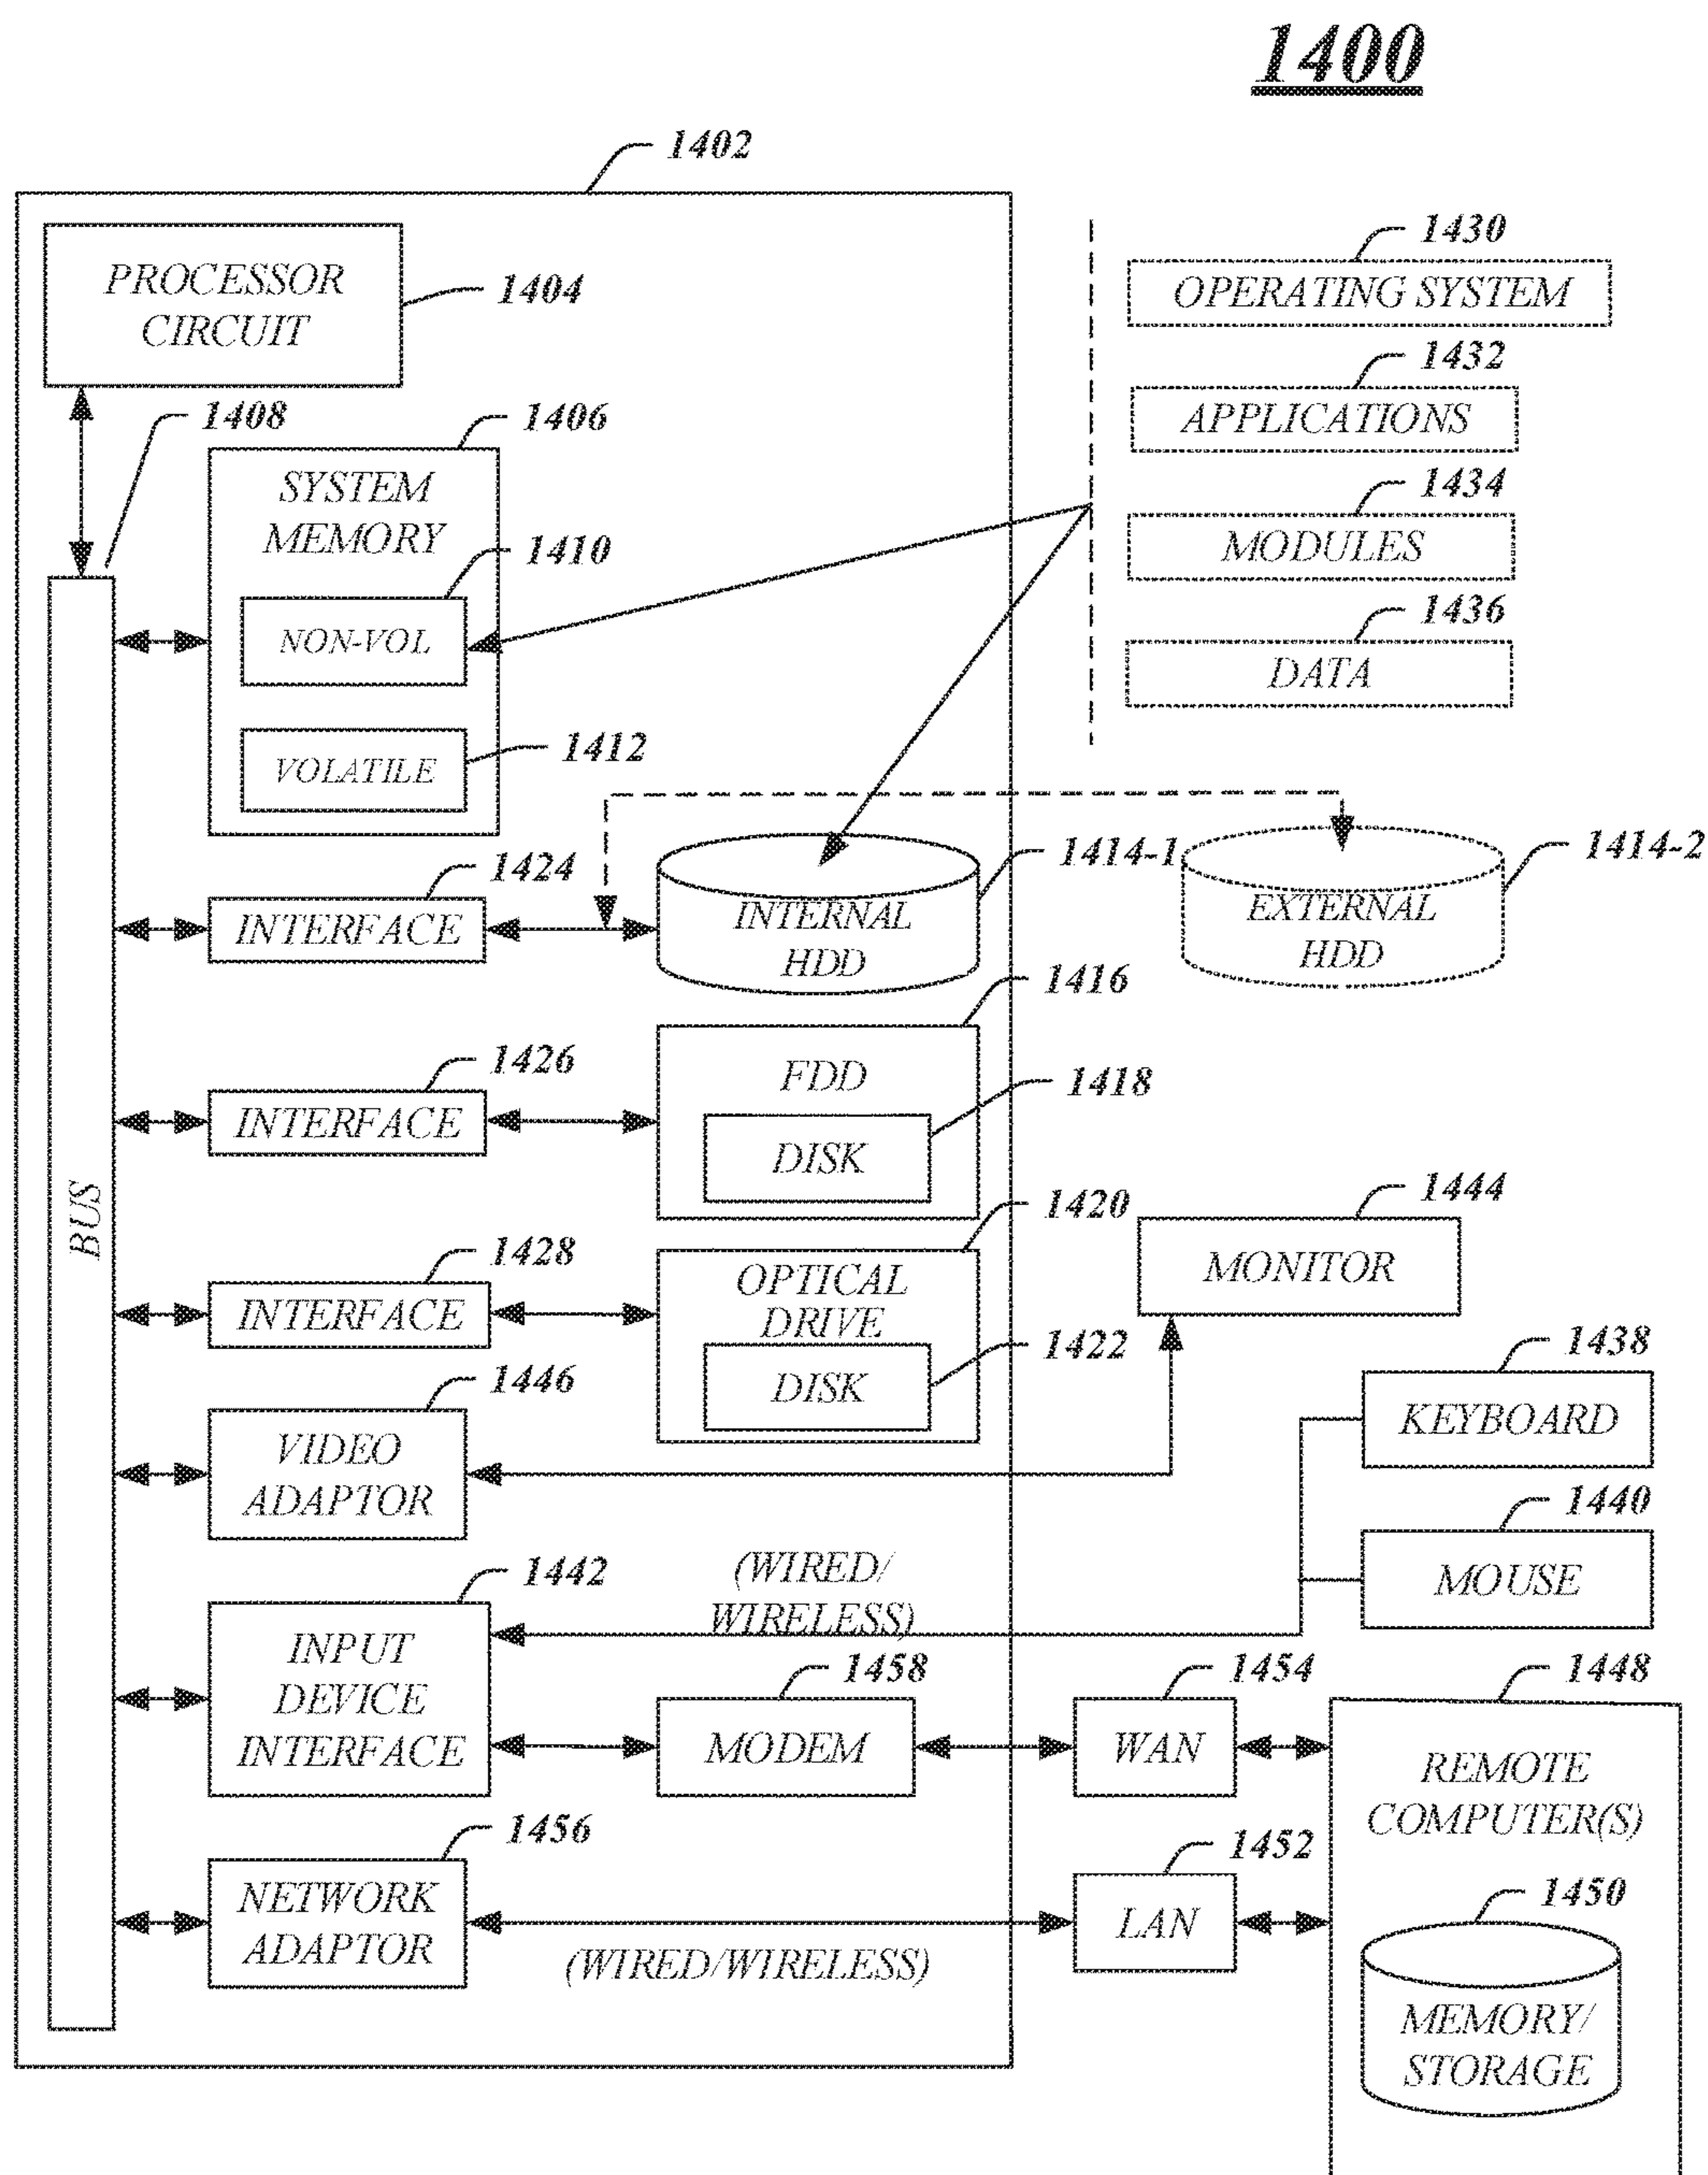 1400
1402
PROCESSOR
CIRCUIT
1404
1430
OPERATING SYSTEM
1432
APPLICATIONS
1434
MODULES
1436
DATA
1408
1406
SYSTEM
MEMORY
1410
NON-VOL
1412
VOLATILE
1424
INTERFACE
1414-1
INTERNAL
HDD
1414-2
EXTERNAL
HDD
1416
FDD
1418
DISK
1426
INTERFACE
BUS
1420
OPTICAL
DRIVE
1422
DISK
1428
INTERFACE
1444
MONITOR
1438
KEYBOARD
1446
VIDEO
ADAPTOR
1440
MOUSE
(WIRED/
WIRELESS)
1442
INPUT
DEVICE
INTERFACE
1458
MODEM
1454
WAN
1448
REMOTE
COMPUTER(S)
1456
NETWORK
ADAPTOR
(WIRED/WIRELESS)
1452
LAN
1450
MEMORY/
STORAGE